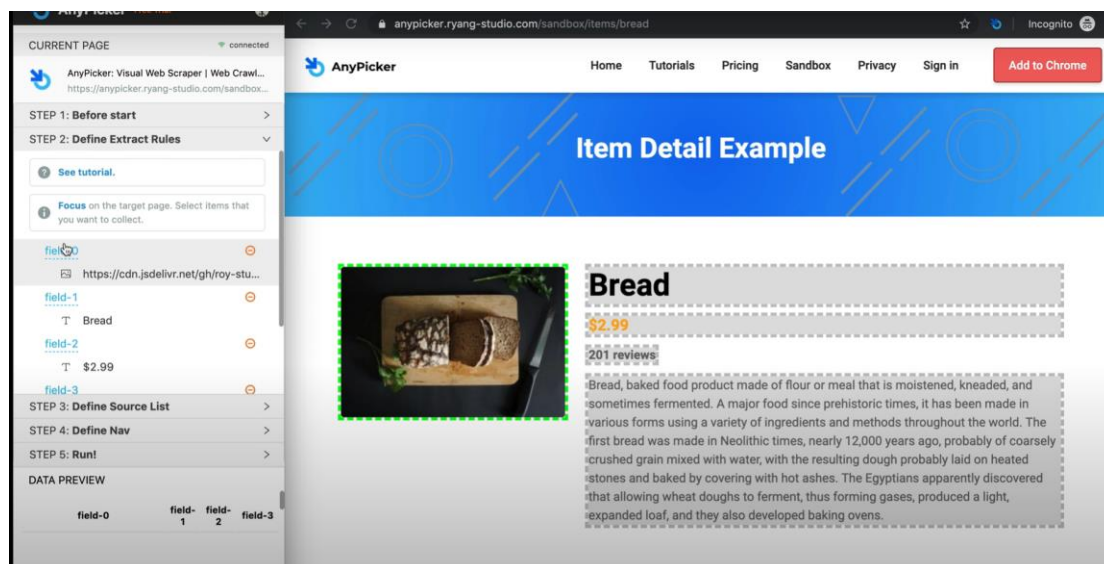 AnyPicker
anypicker.ryang-studio.com/sandbox/items/bread
Incognito
CURRENT PAGE
connected
AnyPicker: Visual Web Scraper | Web Crawl...
https://anypicker.ryang-studio.com/sandbox...
STEP 1: Before start
STEP 2: Define Extract Rules
See tutorial.
Focus on the target page. Select items that
you want to collect.
field-0
https://cdn.jsdelivr.net/gh/roy-stu...
field-1
T Bread
field-2
T $2.99
field-3
STEP 3: Define Source List
STEP 4: Define Nav
STEP 5: Run!
DATA PREVIEW
field-0 field-1 field-2 field-3
AnyPicker
Home Tutorials Pricing Sandbox Privacy Sign in Add to Chrome
Item Detail Example
Bread
$2.99
201 reviews
Bread, baked food product made of flour or meal that is moistened, kneaded, and
sometimes fermented. A major food since prehistoric times, it has been made in
various forms using a variety of ingredients and methods throughout the world. The
first bread was made in Neolithic times, nearly 12,000 years ago, probably of coarsely
crushed grain mixed with water, with the resulting dough probably laid on heated
stones and baked by covering with hot ashes. The Egyptians apparently discovered
that allowing wheat doughs to ferment, thus forming gases, produced a light,
expanded loaf, and they also developed baking ovens.